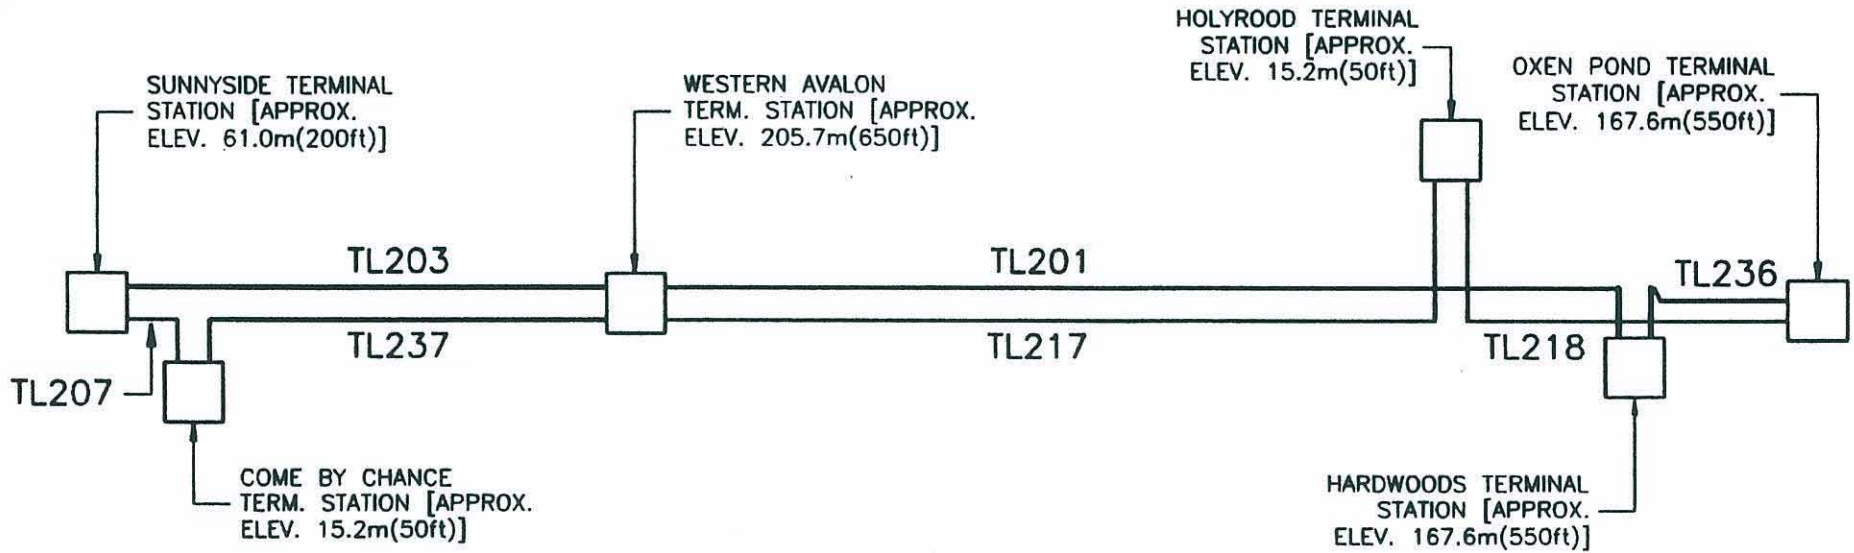 HOLYROOD TERMINAL
STATION [APPROX.
ELEV. 15.2m(50ft)]
SUNNYSIDE TERMINAL
STATION [APPROX.
ELEV. 61.0m(200ft)]
WESTERN AVALON
TERM. STATION [APPROX.
ELEV. 205.7m(650ft)]
OXEN POND TERMINAL
STATION [APPROX.
ELEV. 167.6m(550ft)]
TL203
TL201
TL236
TL237
TL217
TL218
TL207
COME BY CHANCE
TERM. STATION [APPROX.
ELEV. 15.2m(50ft)]
HARDWOODS TERMINAL
STATION [APPROX.
ELEV. 167.6m(550ft)]